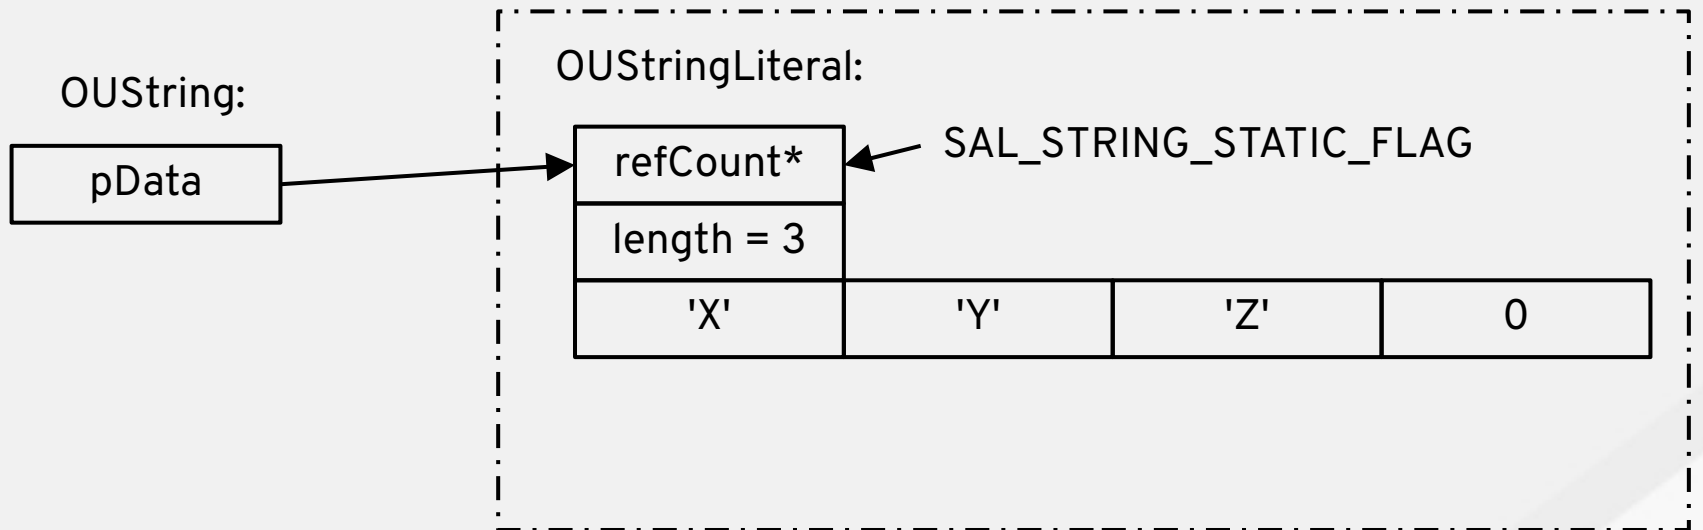 OUString:
pData
OUStringLiteral:
refCount*
SAL_STRING_STATIC_FLAG
length = 3
'X' 'Y' 'Z' 0